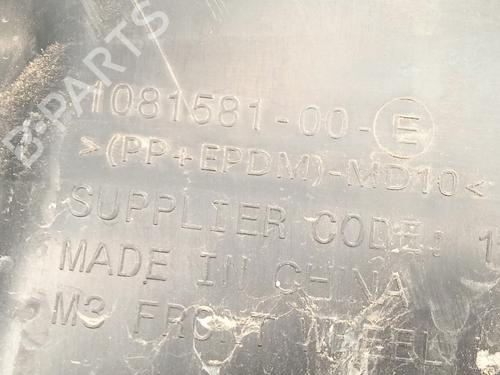 1081581-00-E
>(PP+EPDM)-MD10<
SUPPLIER CODE: 1
MADE IN CHINA
M3 FRONT WHEEL
B-PARTS